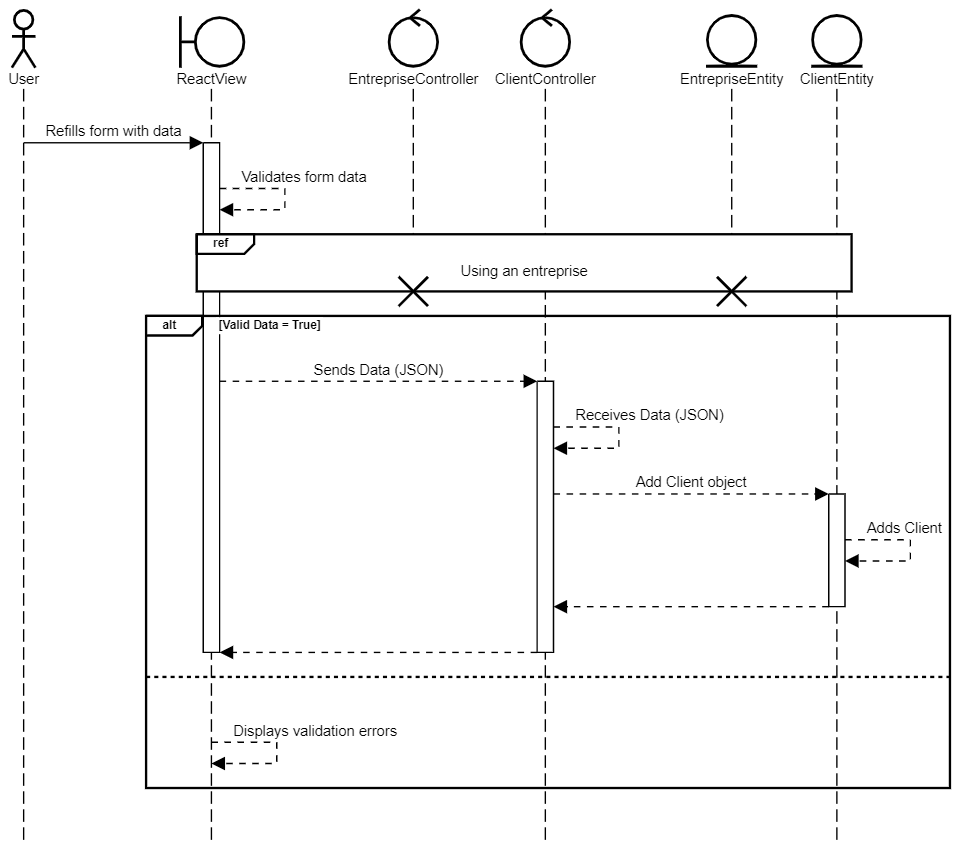 User
ReactView
EntrepriseController
ClientController
EntrepriseEntity
ClientEntity
Refills form with data
Validates form data
ref
Using an entreprise
alt
[Valid Data = True]
Sends Data (JSON)
Receives Data (JSON)
Add Client object
Adds Client
Displays validation errors